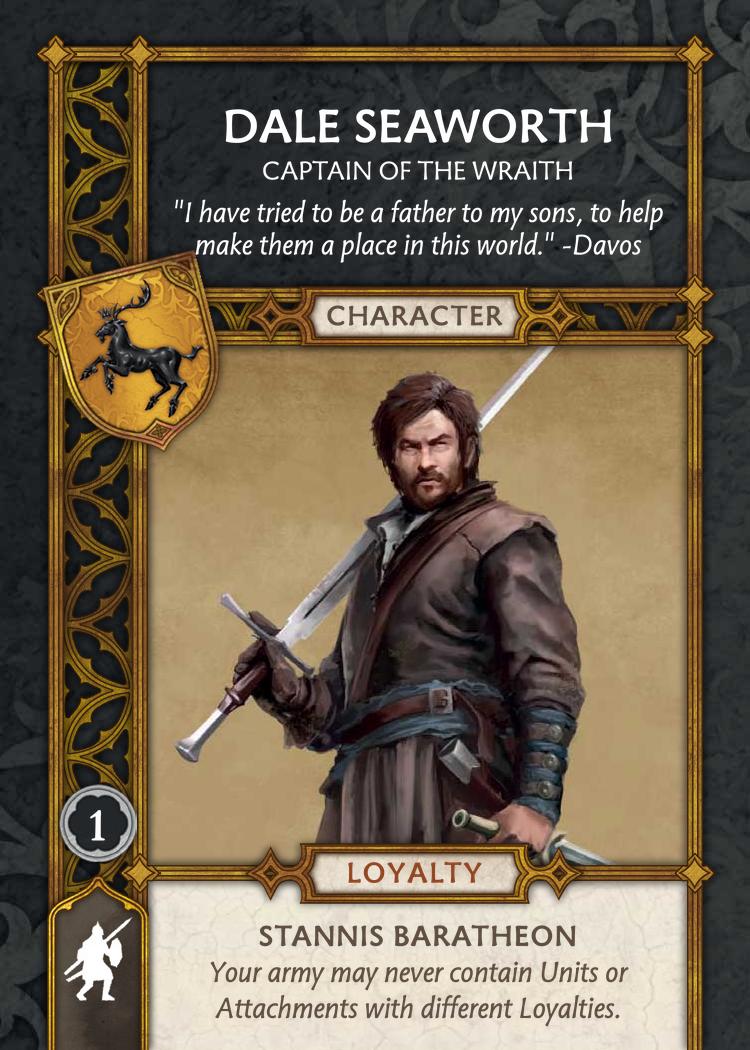 DALE SEAWORTH
CAPTAIN OF THE WRAITH
"I have tried to be a father to my sons, to help
make them a place in this world." -Davos
CHARACTER
1
LOYALTY
STANNIS BARATHEON
Your army may never contain Units or
Attachments with different Loyalties.